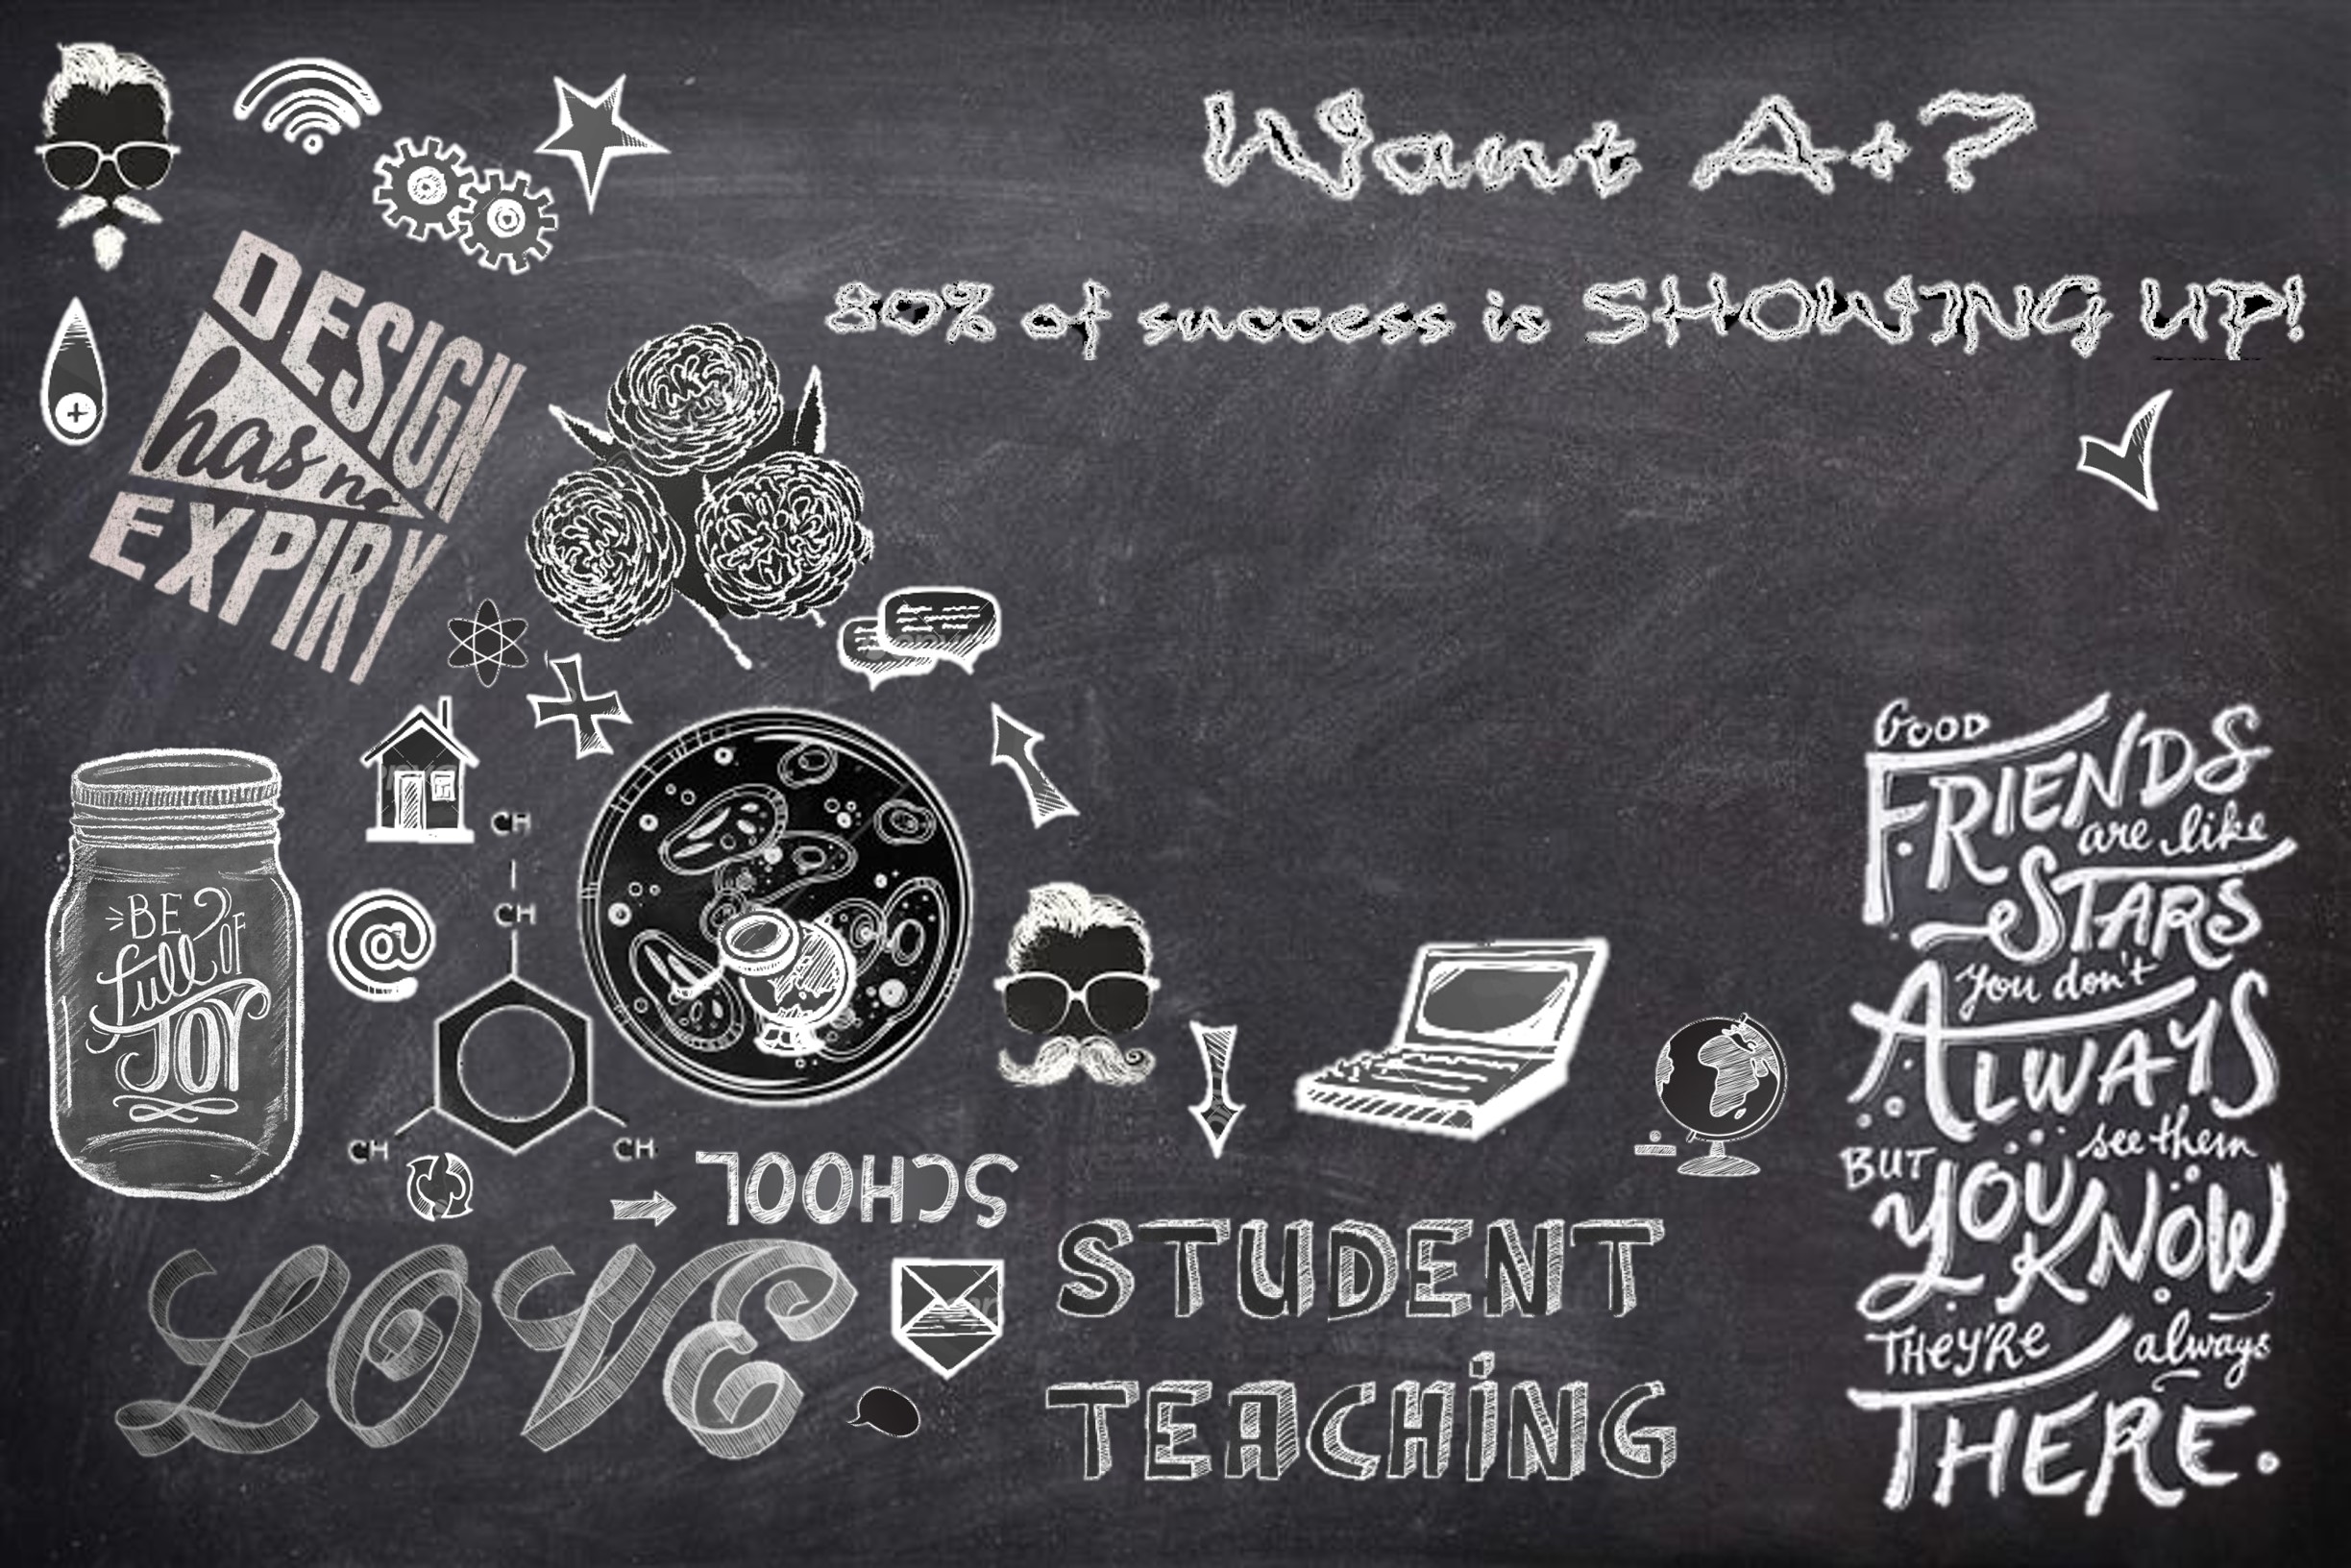 Want A+?
80% of success is SHOWING UP!
DESIGN
has no
EXPIRY
GOOD
FRIENDS
are like
STARS
you don't
ALWAYS
see them
BUT YOU
KNOW
THEY'RE always
THERE.
CH
CH
BE
full OF
JOY
@
CH
CH
SCHOOL
LOVE
STUDENT
TEACHING